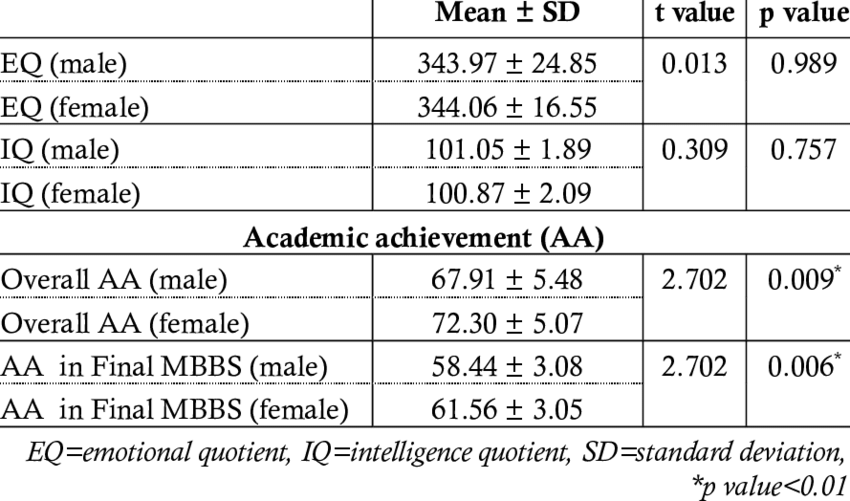 Mean ± SD t value p value
EQ (male) 343.97 ± 24.85 0.013 0.989
EQ (female) 344.06 ± 16.55
IQ (male) 101.05 ± 1.89 0.309 0.757
IQ (female) 100.87 ± 2.09
Academic achievement (AA)
Overall AA (male) 67.91 ± 5.48 2.702 0.009*
Overall AA (female) 72.30 ± 5.07
AA in Final MBBS (male) 58.44 ± 3.08 2.702 0.006*
AA in Final MBBS (female) 61.56 ± 3.05
EQ=emotional quotient, IQ=intelligence quotient, SD=standard deviation,
*p value<0.01